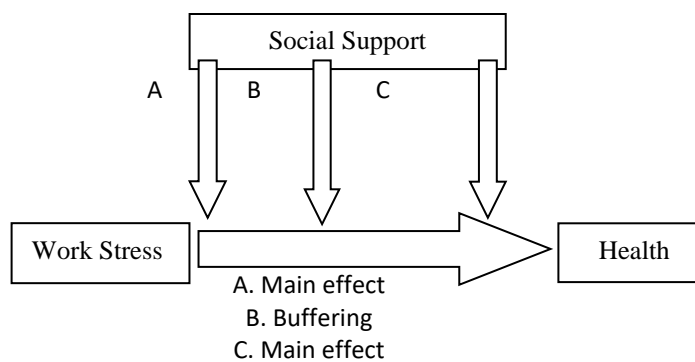 Social Support
A B C
Work Stress
Health
A. Main effect
B. Buffering
C. Main effect